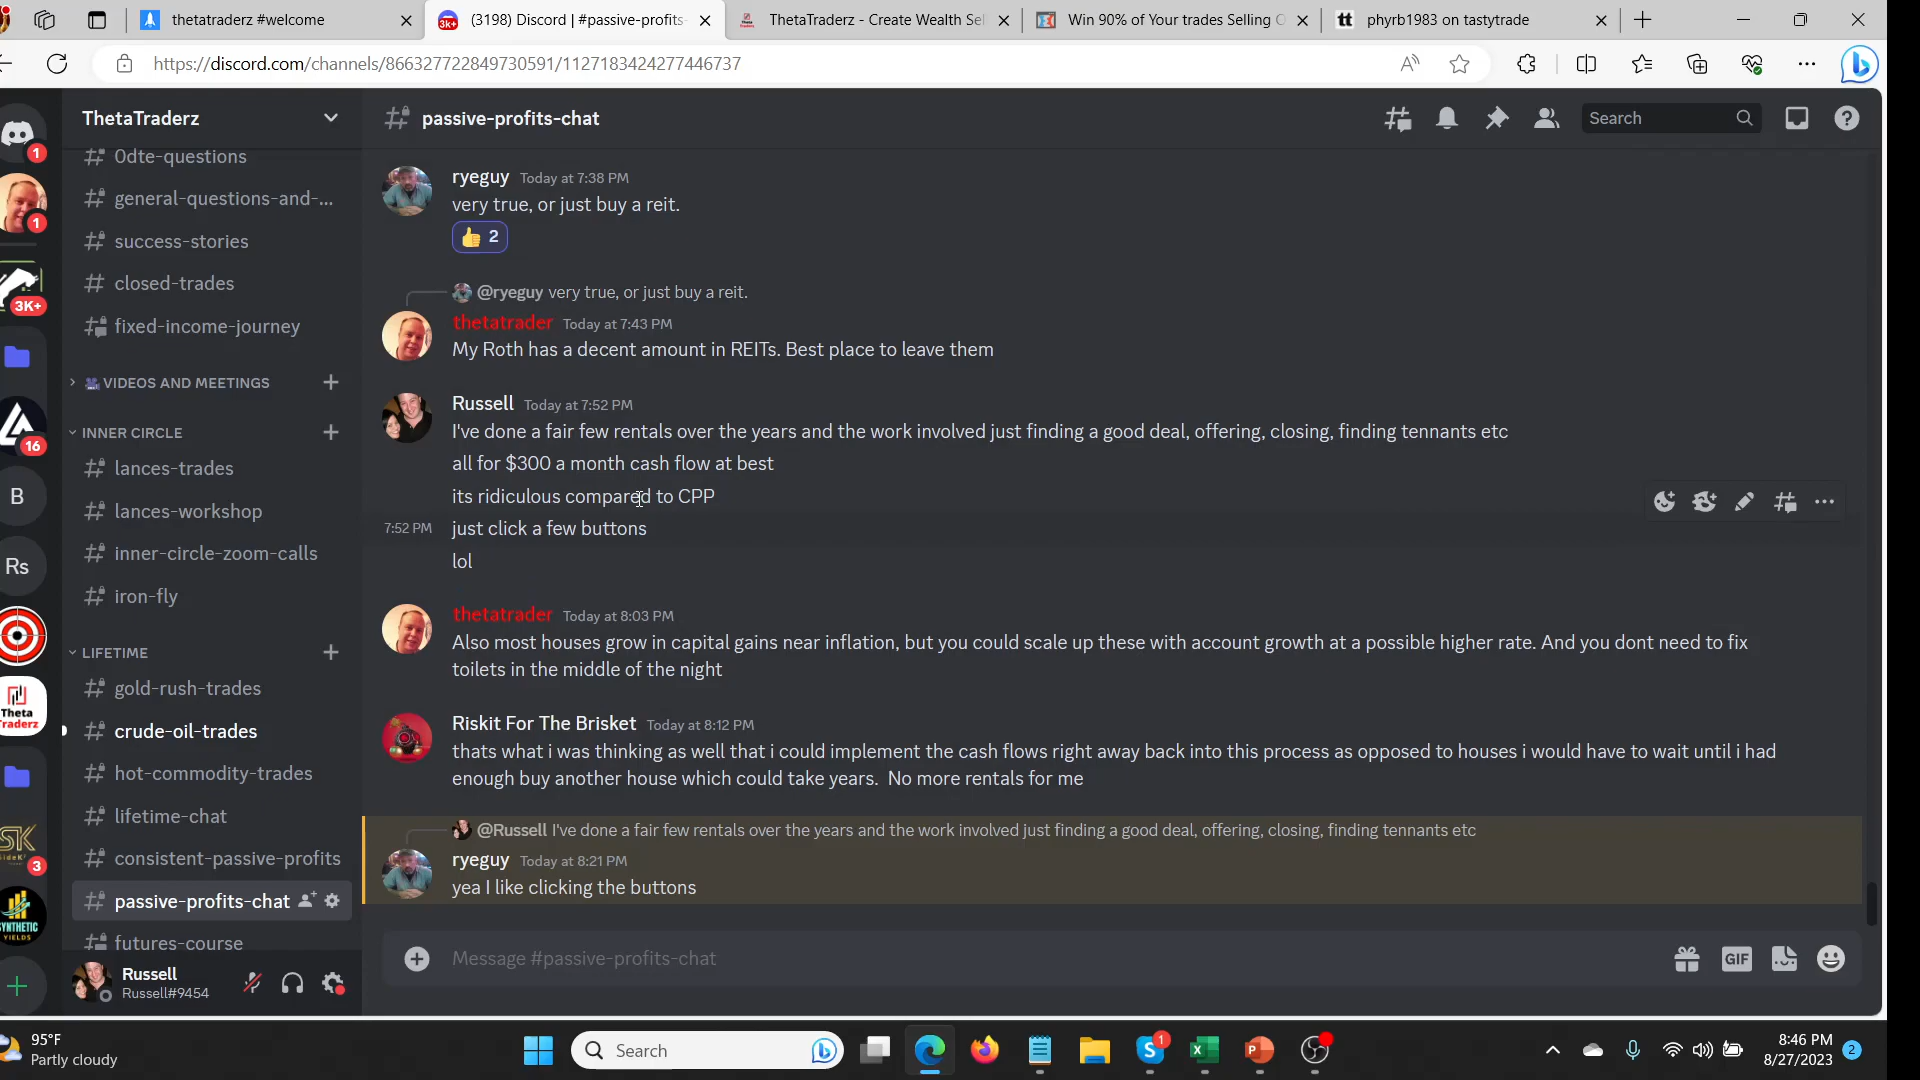 thetatraderz #welcome
(3198) Discord | #passive-profits-
ThetaTraderz - Create Wealth Sel
Win 90% of Your trades Selling O
phyrb1983 on tastytrade
https://discord.com/channels/866327722849730591/1127183424277446737
ThetaTraderz
passive-profits-chat
Search
0dte-questions
general-questions-and-...
success-stories
closed-trades
fixed-income-journey
VIDEOS AND MEETINGS
INNER CIRCLE
lances-trades
lances-workshop
inner-circle-zoom-calls
iron-fly
LIFETIME
gold-rush-trades
crude-oil-trades
hot-commodity-trades
lifetime-chat
consistent-passive-profits
passive-profits-chat
futures-course
Russell
Russell#9454
1
1
3K+
16
B
Rs
Theta
Traderz
3
SYNTHETIC
YIELDS
ryeguy Today at 7:38 PM
very true, or just buy a reit.
2
@ryeguy very true, or just buy a reit.
thetatrader Today at 7:43 PM
My Roth has a decent amount in REITs. Best place to leave them
Russell Today at 7:52 PM
I've done a fair few rentals over the years and the work involved just finding a good deal, offering, closing, finding tennants etc
all for $300 a month cash flow at best
its ridiculous compared to CPP
7:52 PM just click a few buttons
lol
thetatrader Today at 8:03 PM
Also most houses grow in capital gains near inflation, but you could scale up these with account growth at a possible higher rate. And you dont need to fix
toilets in the middle of the night
Riskit For The Brisket Today at 8:12 PM
thats what i was thinking as well that i could implement the cash flows right away back into this process as opposed to houses i would have to wait until i had
enough buy another house which could take years. No more rentals for me
@Russell I've done a fair few rentals over the years and the work involved just finding a good deal, offering, closing, finding tennants etc
ryeguy Today at 8:21 PM
yea I like clicking the buttons
Message #passive-profits-chat
GIF
95°F
Partly cloudy
Search
1
8:46 PM
8/27/2023
2